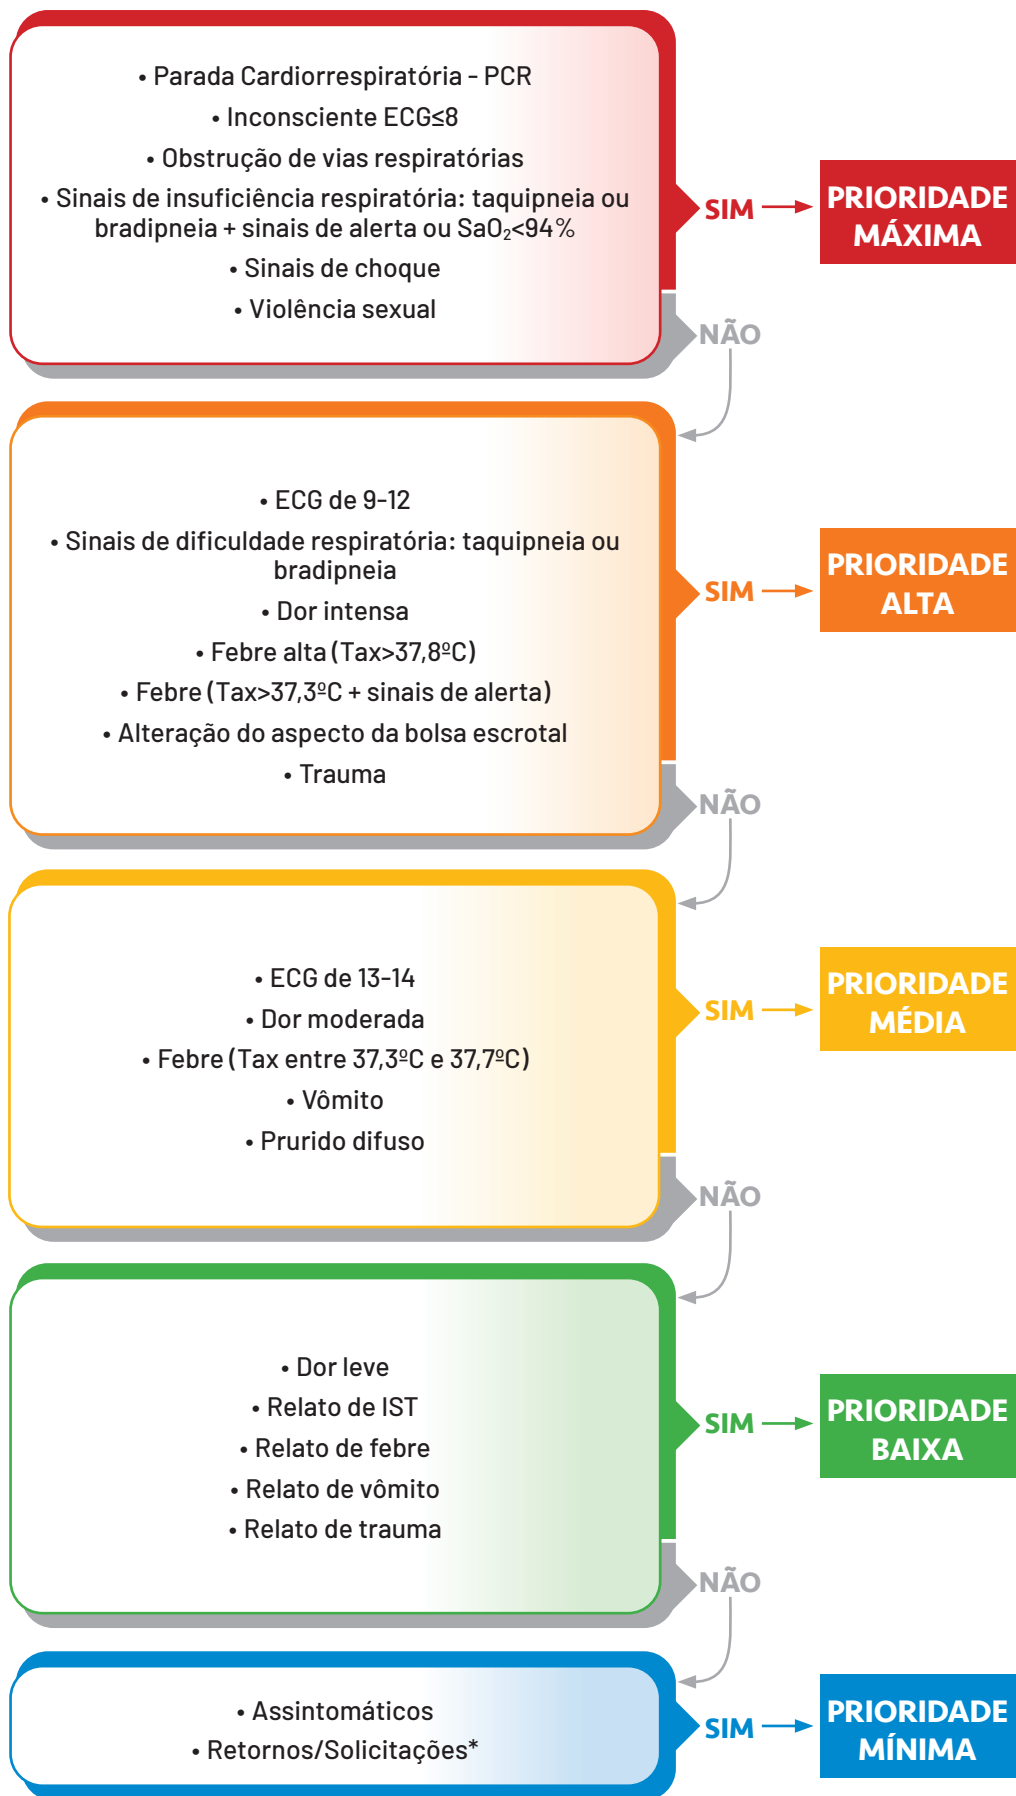 • Parada Cardiorrespiratória - PCR
• Inconsciente ECG≤8
• Obstrução de vias respiratórias
• Sinais de insuficiência respiratória: taquipneia ou
bradipneia + sinais de alerta ou SaO₂<94%
• Sinais de choque
• Violência sexual
SIM
PRIORIDADE
MÁXIMA
NÃO
• ECG de 9-12
• Sinais de dificuldade respiratória: taquipneia ou
bradipneia
• Dor intensa
• Febre alta (Tax>37,8ºC)
• Febre (Tax>37,3ºC + sinais de alerta)
• Alteração do aspecto da bolsa escrotal
• Trauma
SIM
PRIORIDADE
ALTA
NÃO
• ECG de 13-14
• Dor moderada
• Febre (Tax entre 37,3ºC e 37,7ºC)
• Vômito
• Prurido difuso
SIM
PRIORIDADE
MÉDIA
NÃO
• Dor leve
• Relato de IST
• Relato de febre
• Relato de vômito
• Relato de trauma
SIM
PRIORIDADE
BAIXA
NÃO
• Assintomáticos
• Retornos/Solicitações*
SIM
PRIORIDADE
MÍNIMA